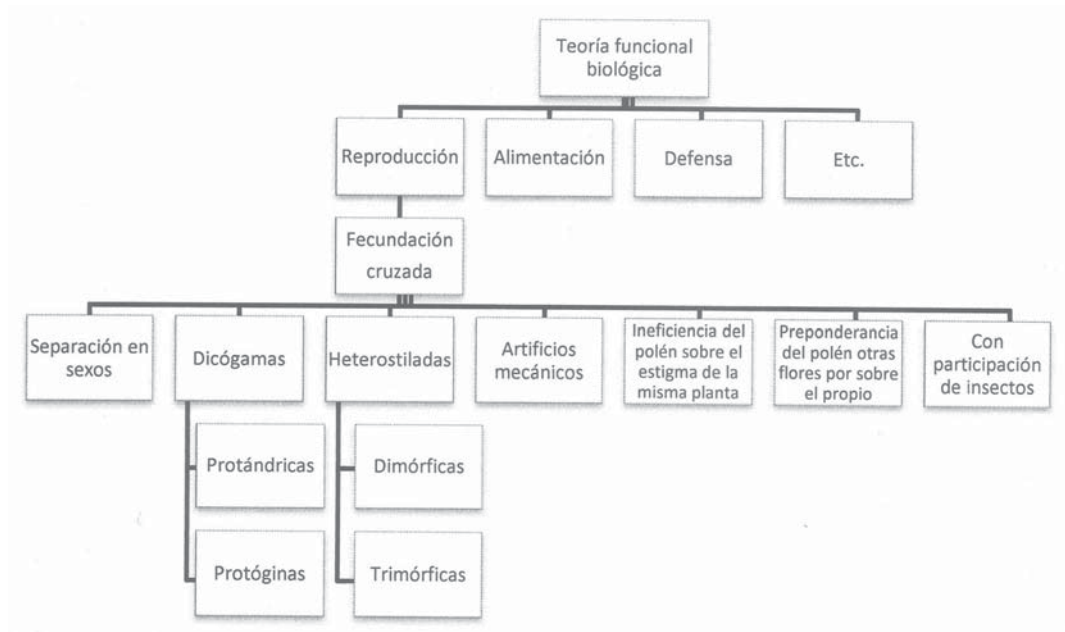 Teoría funcional
biológica
Reproducción
Alimentación
Defensa
Etc.
Fecundación
cruzada
Separación en
sexos
Dicógamas
Heterostiladas
Artificios
mecánicos
Ineficiencia del
polén sobre el
estigma de la
misma planta
Preponderancia
del polén otras
flores por sobre
el propio
Con
participación
de insectos
Protándricas
Dimórficas
Protóginas
Trimórficas